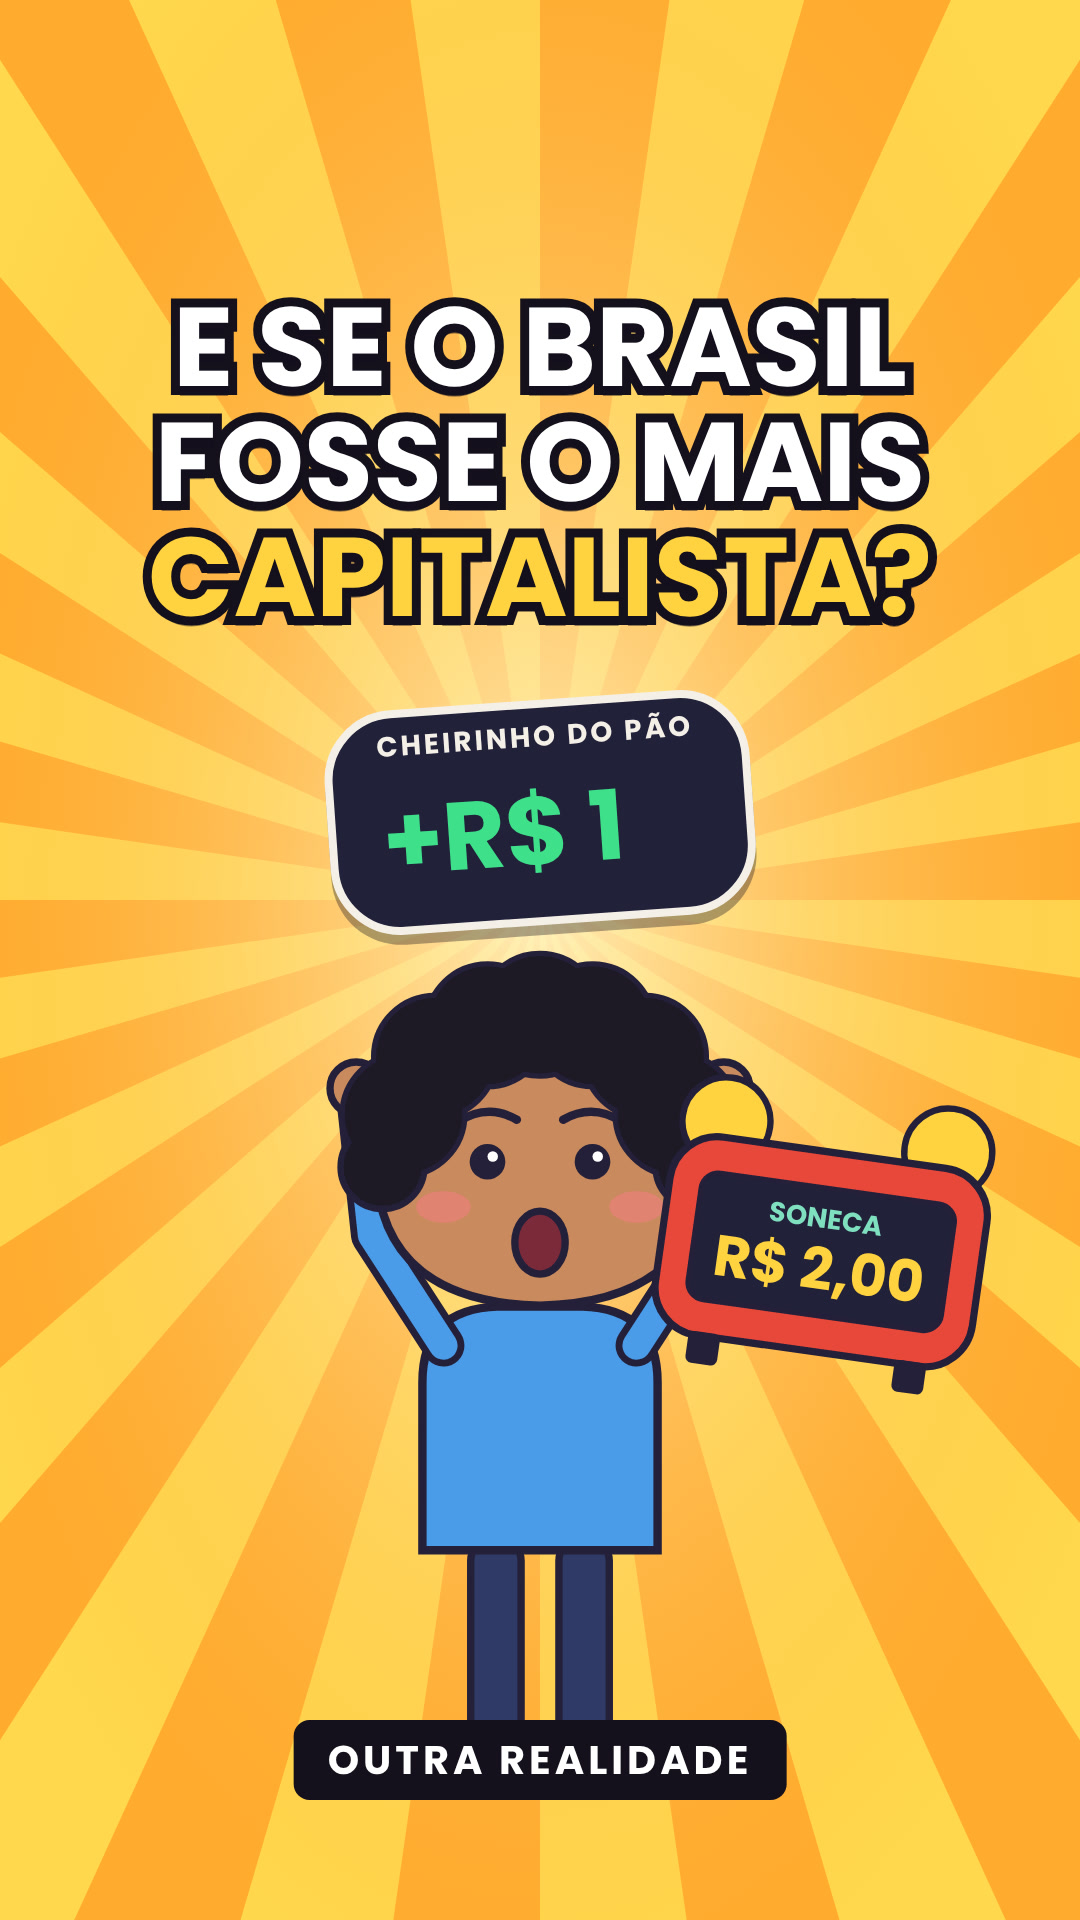 E SE O BRASIL
FOSSE O MAIS
CAPITALISTA?
CHEIRINHO DO PÃO
+R$ 1
SONECA
R$ 2,00
OUTRA REALIDADE